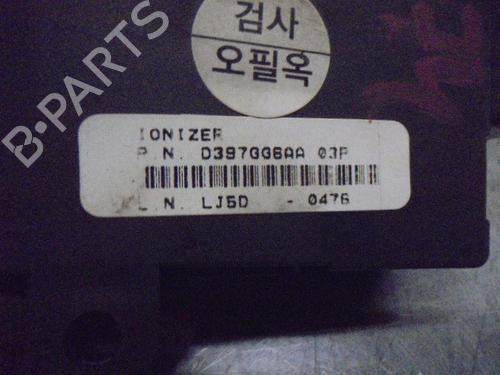 검사
오필옥
B-PARTS
IONIZER
P.N. D397GG6AA 03P
L.N. LJ5D - 0476